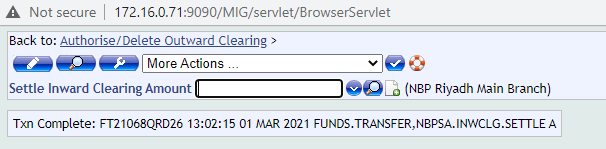 Not secure | 172.16.0.71:9090/MIG/servlet/BrowserServlet
Back to: Authorise/Delete Outward Clearing >
More Actions ...
Settle Inward Clearing Amount (NBP Riyadh Main Branch)
Txn Complete: FT21068QRD26 13:02:15 01 MAR 2021 FUNDS.TRANSFER,NBPSA.INWCLG.SETTLE A